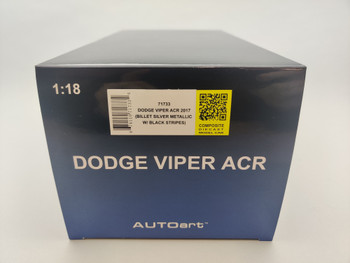 1:18
71733
DODGE VIPER ACR 2017
(BILLET SILVER METALLIC
W/ BLACK STRIPES)
COMPOSITE
DIECAST
DODGE VIPER ACR
AUTOart